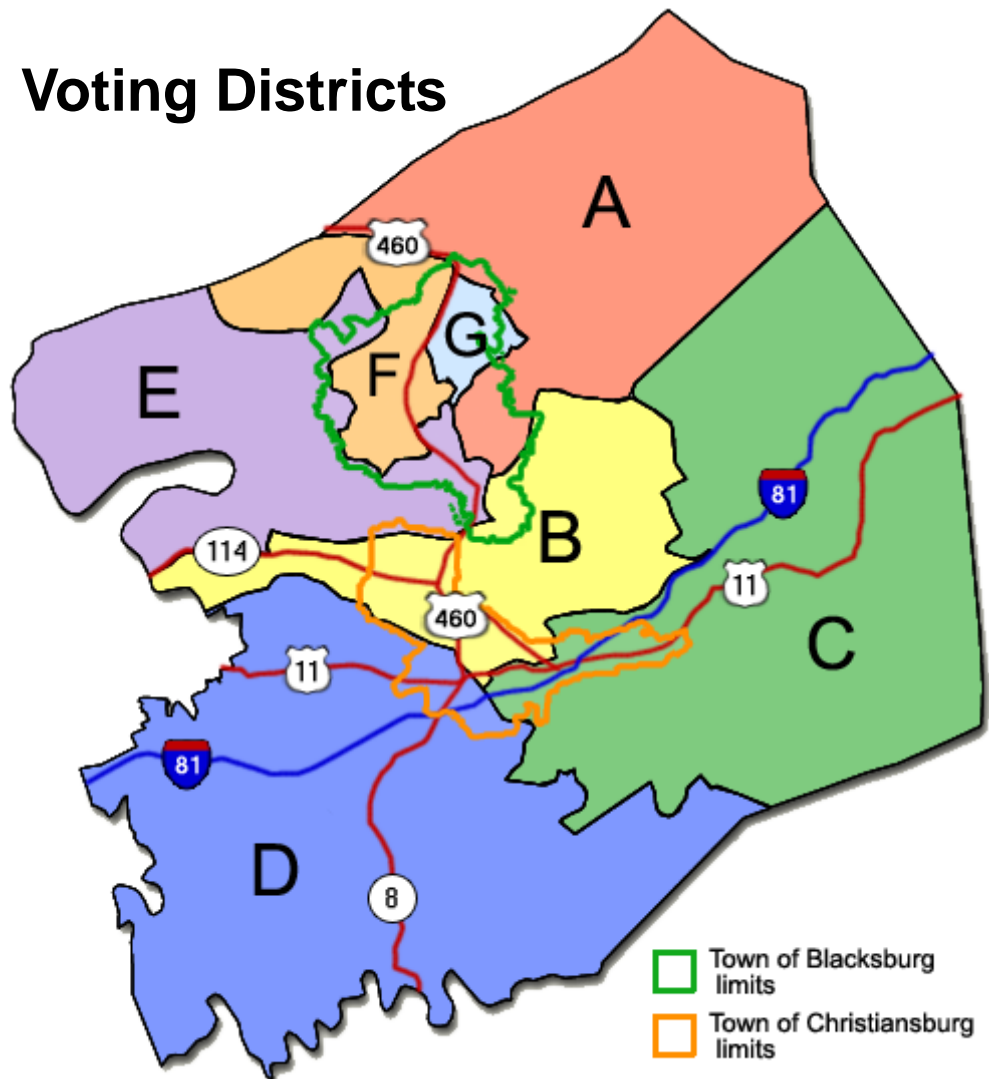 Voting Districts
A
460
G
F
E
81
B
114
11
460
C
11
81
D
8
Town of Blacksburg
limits
Town of Christiansburg
limits